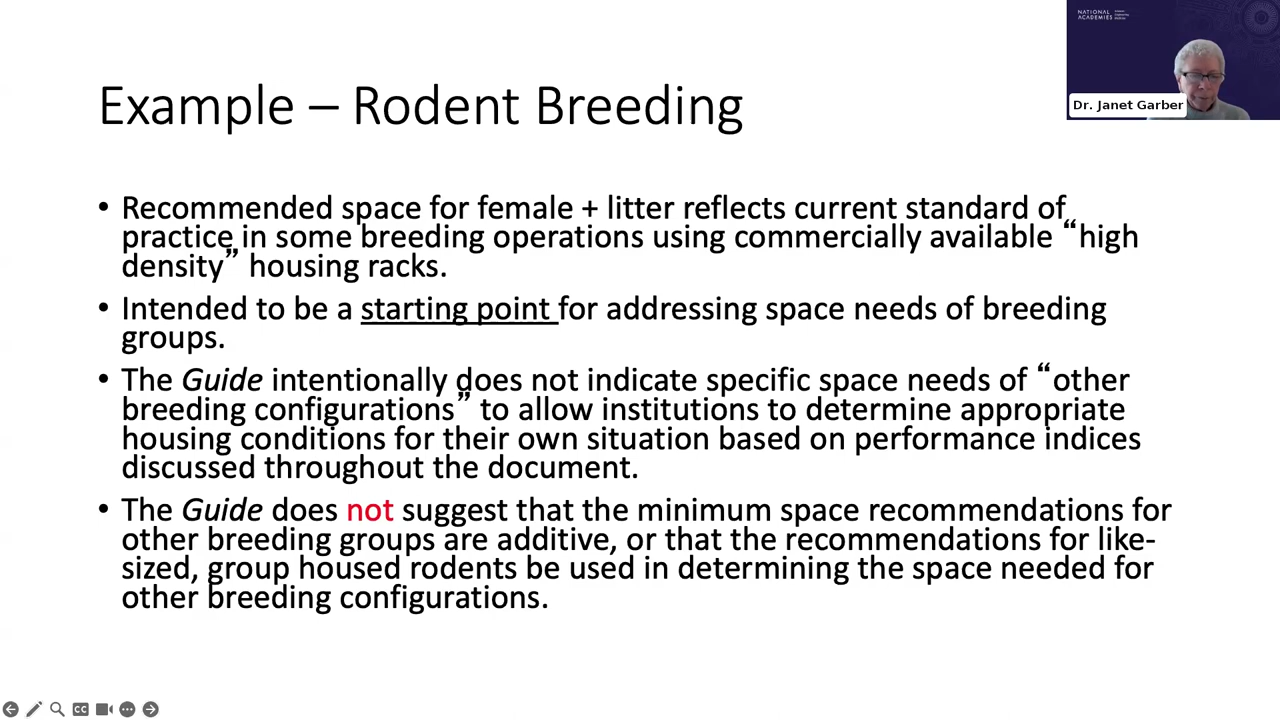 NATIONAL
ACADEMIES
Dr. Janet Garber
Example – Rodent Breeding
• Recommended space for female + litter reflects current standard of
practice in some breeding operations using commercially available “high
density” housing racks.
• Intended to be a starting point for addressing space needs of breeding
groups.
• The Guide intentionally does not indicate specific space needs of “other
breeding configurations” to allow institutions to determine appropriate
housing conditions for their own situation based on performance indices
discussed throughout the document.
• The Guide does not suggest that the minimum space recommendations for
other breeding groups are additive, or that the recommendations for like-
sized, group housed rodents be used in determining the space needed for
other breeding configurations.
CC